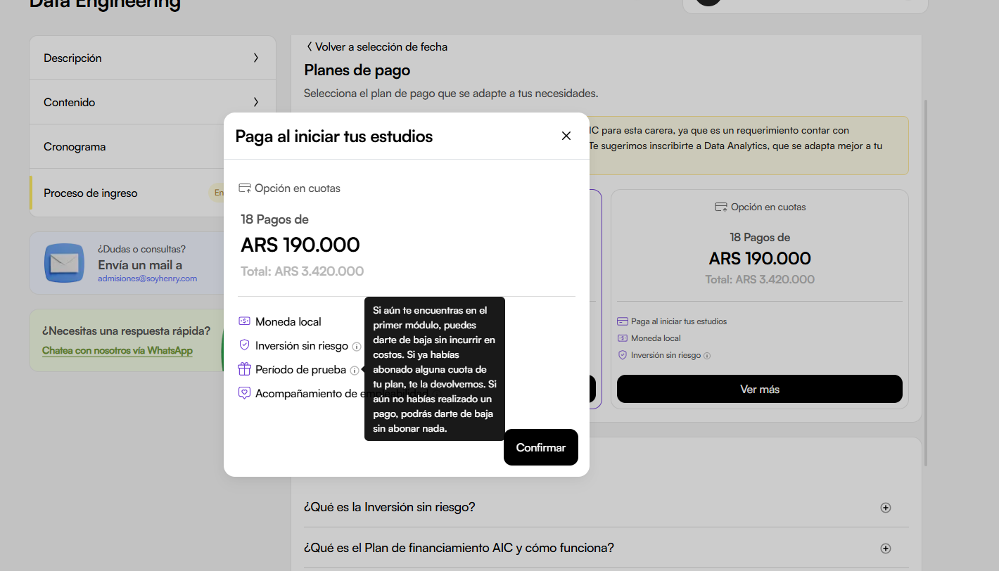 Data Engineering
Descripción
Contenido
Cronograma
Proceso de ingreso
En
¿Dudas o consultas?
Envía un mail a
admisiones@soyhenry.com
¿Necesitas una respuesta rápida?
Chatea con nosotros vía WhatsApp
Volver a selección de fecha
Planes de pago
Selecciona el plan de pago que se adapte a tus necesidades.
IC para esta carera, ya que es un requerimiento contar con
Te sugerimos inscribirte a Data Analytics, que se adapta mejor a tu
Paga al iniciar tus estudios
Opción en cuotas
18 Pagos de
ARS 190.000
Total: ARS 3.420.000
Moneda local
Inversión sin riesgo
Período de prueba
Acompañamiento de empleabilidad
Si aún te encuentras en el
primer módulo, puedes
darte de baja sin incurrir en
costos. Si ya habías
abonado alguna cuota de
tu plan, te la devolvemos. Si
aún no habías realizado un
pago, podrás darte de baja
sin abonar nada.
Confirmar
Opción en cuotas
18 Pagos de
ARS 190.000
Total: ARS 3.420.000
Paga al iniciar tus estudios
Moneda local
Inversión sin riesgo
Ver más
¿Qué es la Inversión sin riesgo?
¿Qué es el Plan de financiamiento AIC y cómo funciona?